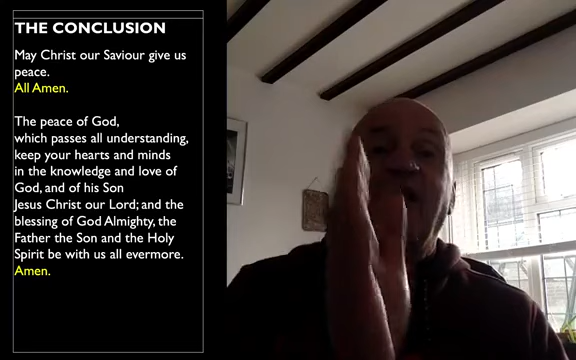 THE CONCLUSION
May Christ our Saviour give us
peace.
All Amen.
The peace of God,
which passes all understanding,
keep your hearts and minds
in the knowledge and love of
God, and of his Son
Jesus Christ our Lord; and the
blessing of God Almighty, the
Father the Son and the Holy
Spirit be with us all evermore.
Amen.